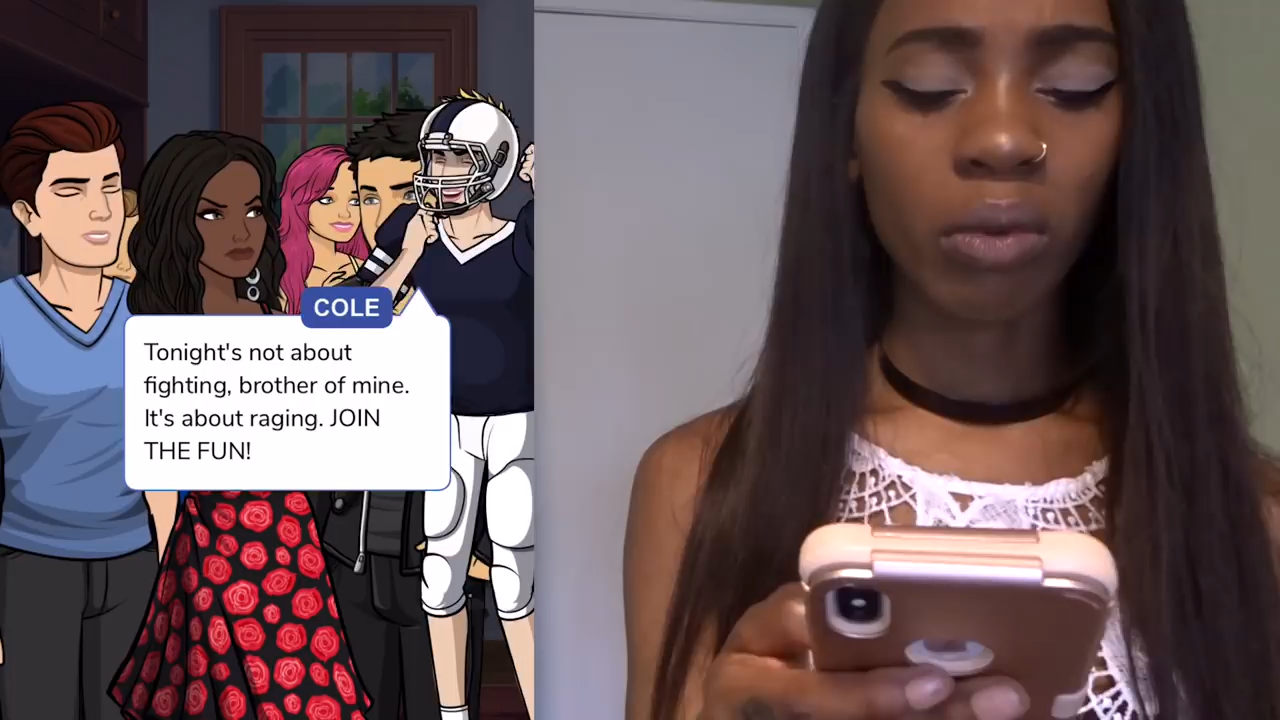 COLE
Tonight's not about
fighting, brother of mine.
It's about raging. JOIN
THE FUN!